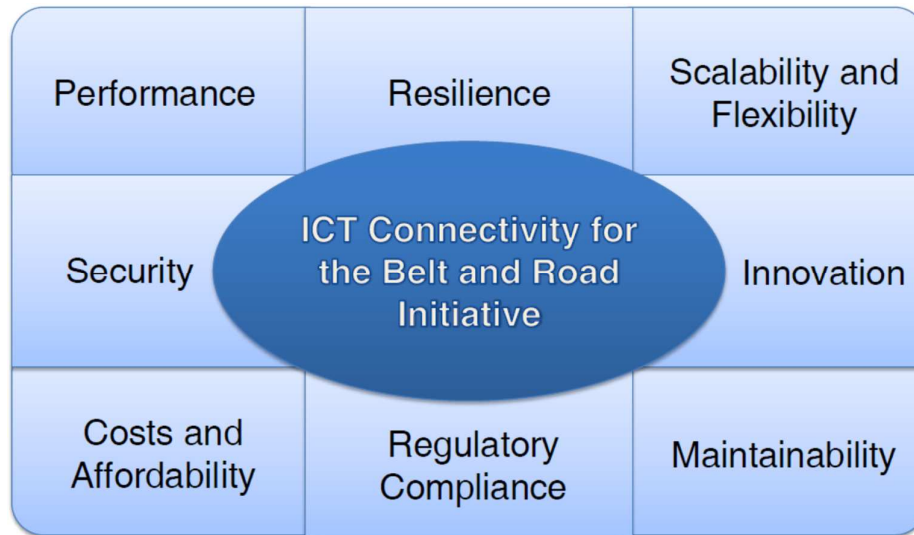 Performance
Resilience
Scalability and
Flexibility
Security
ICT Connectivity for
the Belt and Road
Initiative
Innovation
Costs and
Affordability
Regulatory
Compliance
Maintainability